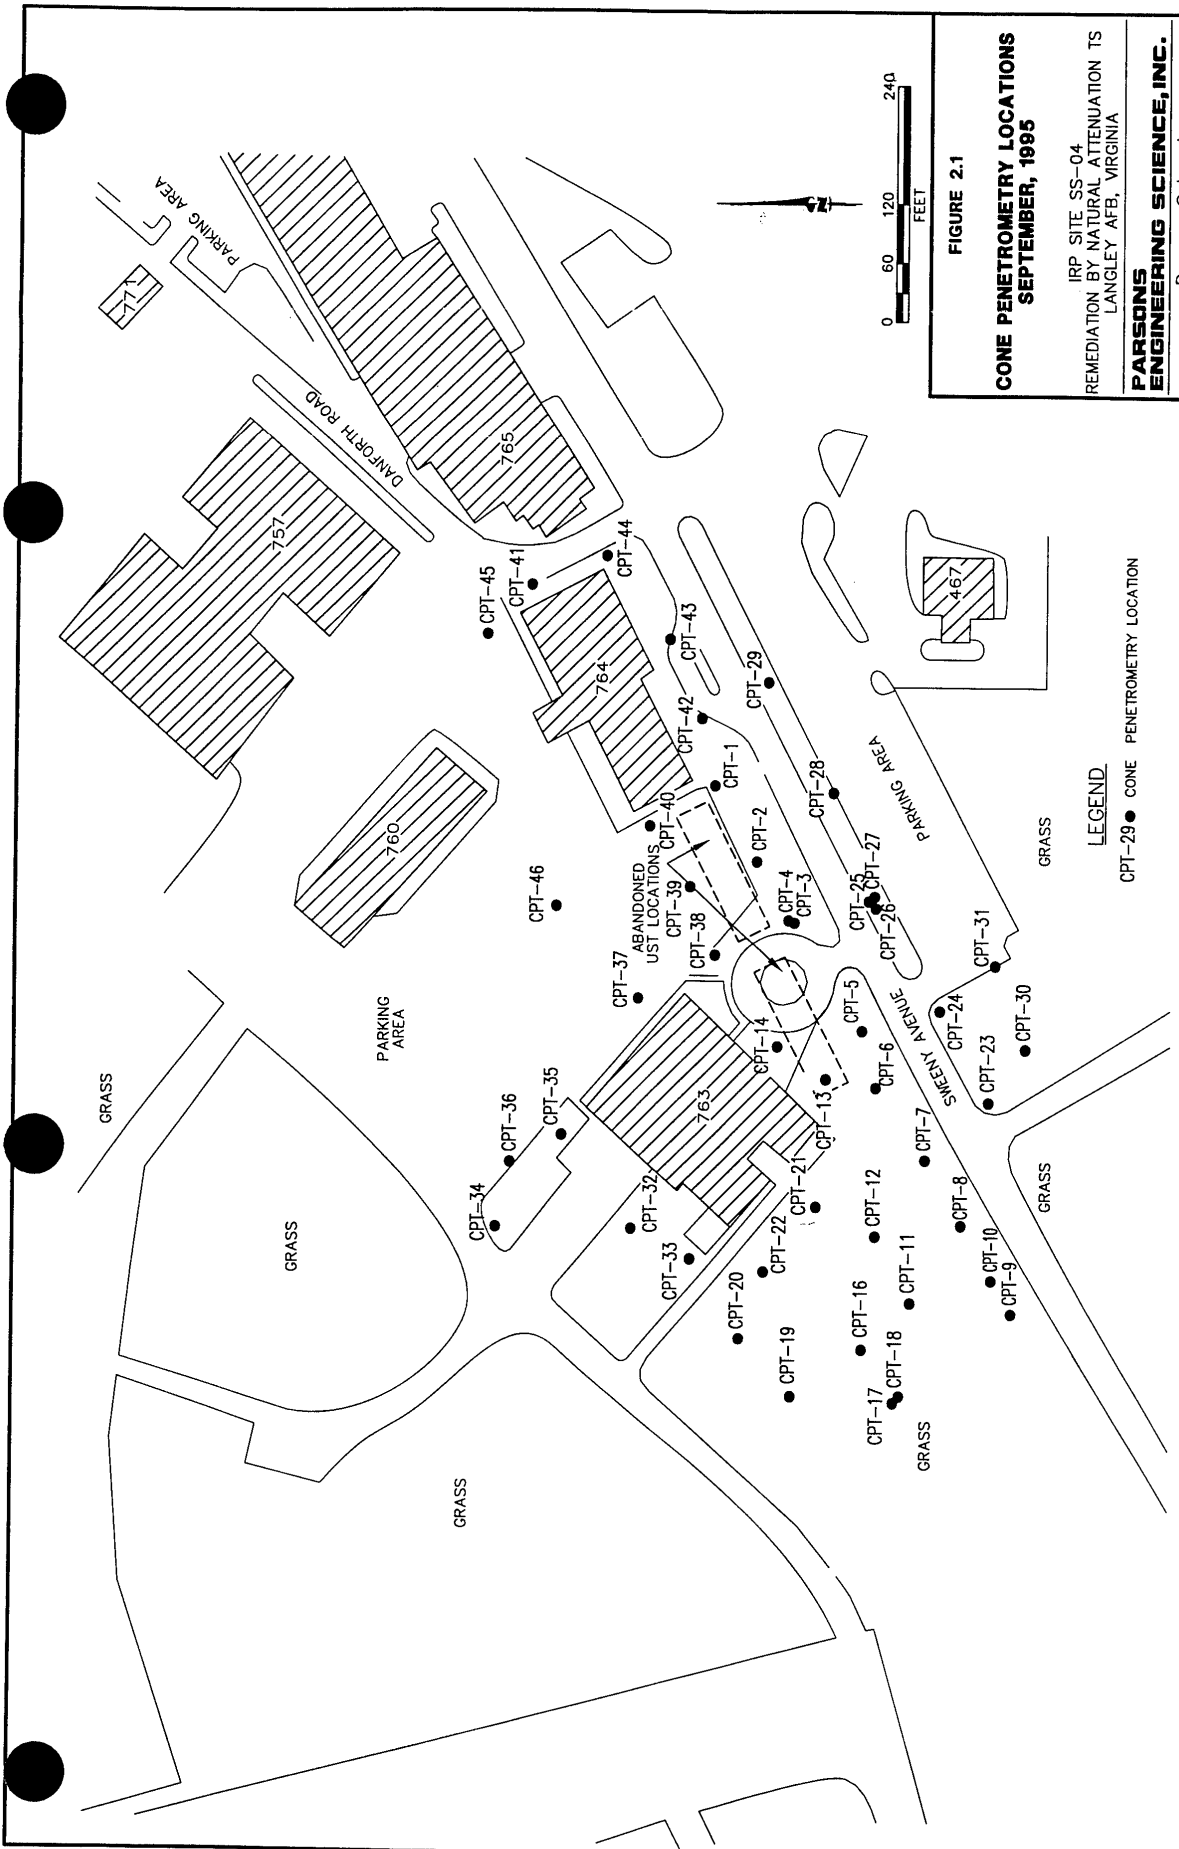 PARKING AREA
711
DANFORTH ROAD
757
765
CPT-45
CPT-41
CPT-44
764
760
CPT-43
CPT-42
CPT-29
CPT-1
CPT-28
CPT-40
CPT-2
CPT-46
ABANDONED
UST LOCATIONS
CPT-39
CPT-38
CPT-4
CPT-3
CPT-25
CPT-27
CPT-26
PARKING AREA
467
CPT-37
PARKING
AREA
CPT-14
CPT-5
CPT-6
SWEENY AVENUE
CPT-24
CPT-31
CPT-30
CPT-23
GRASS
GRASS
CPT-36
CPT-35
CPT-34
763
CPT-13
CPT-7
CPT-32
CPT-33
CPT-21
CPT-22
CPT-12
CPT-8
CPT-10
CPT-9
CPT-11
CPT-20
CPT-16
CPT-19
CPT-18
CPT-17
GRASS
GRASS
GRASS
GRASS
LEGEND
CPT-29 CONE PENETROMETRY LOCATION
N
0 60 120 240
FEET
FIGURE 2.1
CONE PENETROMETRY LOCATIONS
SEPTEMBER, 1995
IRP SITE SS-04
REMEDIATION BY NATURAL ATTENUATION TS
LANGLEY AFB, VIRGINIA
PARSONS
ENGINEERING SCIENCE, INC.